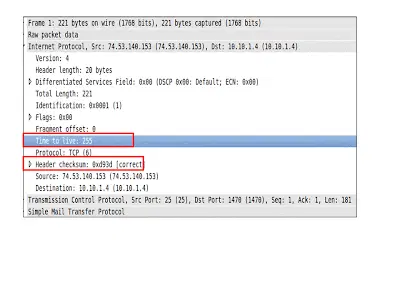 Frame 1: 221 bytes on wire (1768 bits), 221 bytes captured (1768 bits)
Raw packet data
Internet Protocol, Src: 74.53.140.153 (74.53.140.153), Dst: 10.10.1.4 (10.10.1.4)
Version: 4
Header length: 20 bytes
Differentiated Services Field: 0x00 (DSCP 0x00: Default; ECN: 0x00)
Total Length: 221
Identification: 0x0001 (1)
Flags: 0x00
Fragment offset: 0
Time to live: 255
Protocol: TCP (6)
Header checksum: 0xd93d [correct]
Source: 74.53.140.153 (74.53.140.153)
Destination: 10.10.1.4 (10.10.1.4)
Transmission Control Protocol, Src Port: 25 (25), Dst Port: 1470 (1470), Seq: 1, Ack: 1, Len: 181
Simple Mail Transfer Protocol